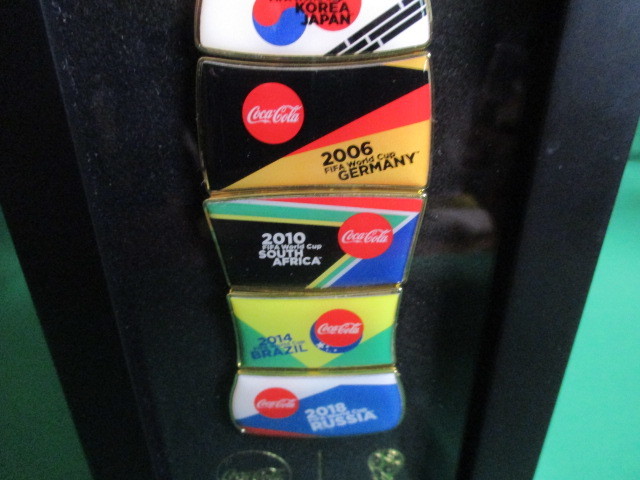 KOREA
JAPAN
Coca-Cola
2006
FIFA World Cup
GERMANY
2010
FIFA World Cup
SOUTH
AFRICA
Coca-Cola
Coca-Cola
2014
BRAZIL
Coca-Cola
2018
RUSSIA